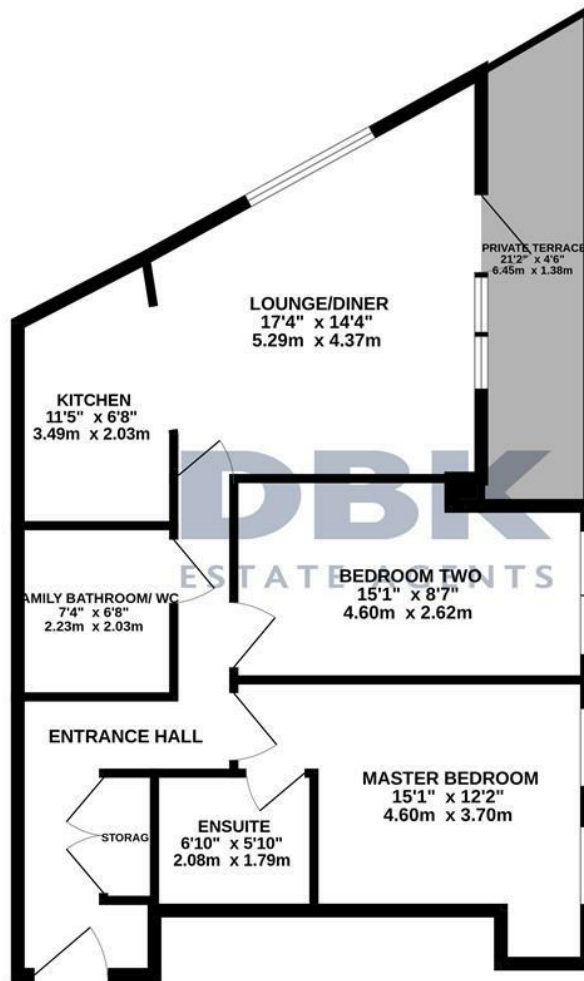 PRIVATE TERRACE
21'2" x 4'6"
6.45m x 1.38m
LOUNGE/DINER
17'4" x 14'4"
5.29m x 4.37m
KITCHEN
11'5" x 6'8"
3.49m x 2.03m
DBK
ESTATE AGENTS
BEDROOM TWO
15'1" x 8'7"
4.60m x 2.62m
AMILY BATHROOM/ WC
7'4" x 6'8"
2.23m x 2.03m
ENTRANCE HALL
MASTER BEDROOM
15'1" x 12'2"
4.60m x 3.70m
STORAG
ENSUITE
6'10" x 5'10"
2.08m x 1.79m